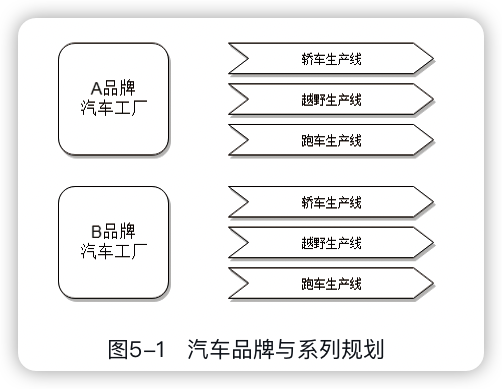 A品牌
汽车工厂
轿车生产线
越野生产线
跑车生产线
B品牌
汽车工厂
轿车生产线
越野生产线
跑车生产线
图5-1 汽车品牌与系列规划